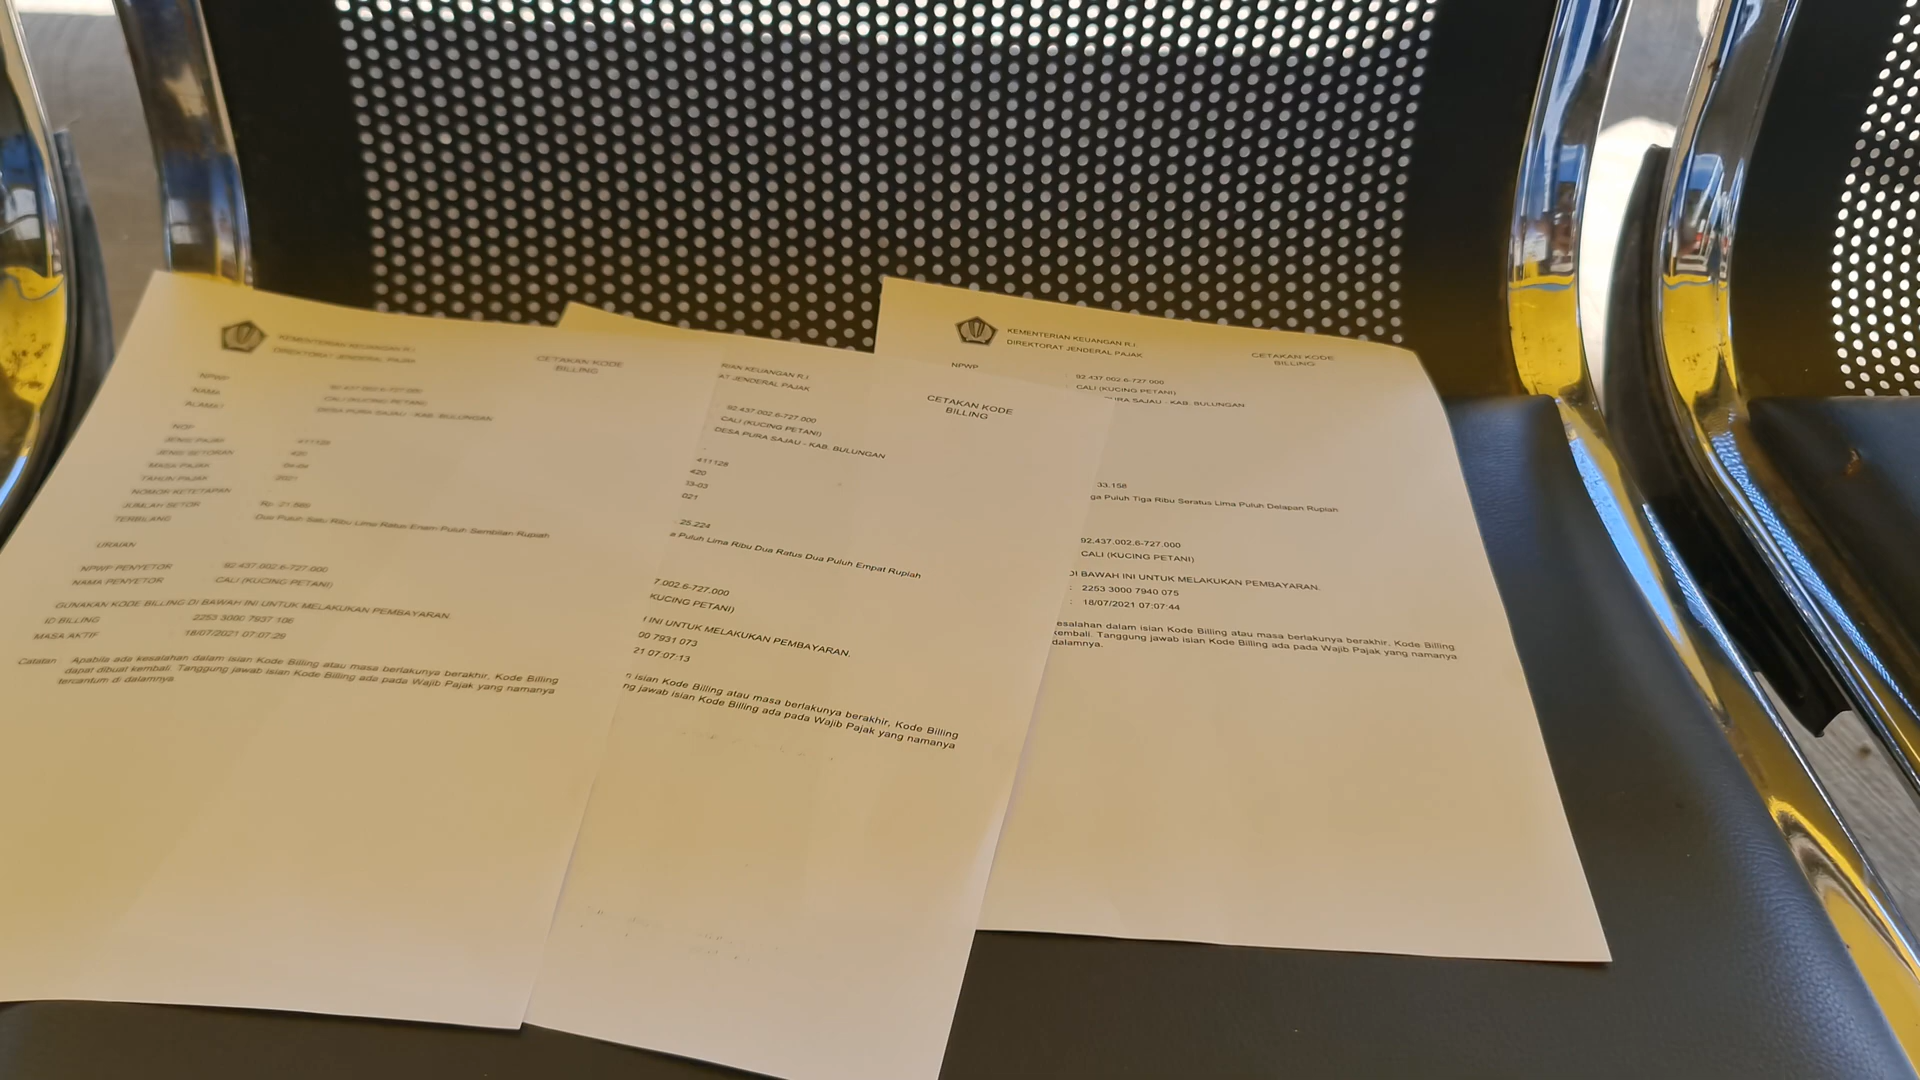 KEMENTERIAN KEUANGAN R.I.
DIREKTORAT JENDERAL PAJAK
CETAKAN KODE
BILLING
NPWP : 92.437.002.6-727.000
NAMA : CALI (KUCING PETANI)
ALAMAT : DESA PURA SAJAU - KAB. BULUNGAN
NOP : -
JENIS PAJAK : 411128
JENIS SETORAN : 420
MASA PAJAK : 04-04
TAHUN PAJAK : 2021
NOMOR KETETAPAN : -
JUMLAH SETOR : Rp. 21.569
TERBILANG : Dua Puluh Satu Ribu Lima Ratus Enam Puluh Sembilan Rupiah
URAIAN
NPWP PENYETOR : 92.437.002.6-727.000
NAMA PENYETOR : CALI (KUCING PETANI)
GUNAKAN KODE BILLING DI BAWAH INI UNTUK MELAKUKAN PEMBAYARAN.
ID BILLING : 2253 3000 7937 106
MASA AKTIF : 18/07/2021 07:07:29
Catatan : Apabila ada kesalahan dalam isian Kode Billing atau masa berlakunya berakhir, Kode Billing
dapat dibuat kembali. Tanggung jawab isian Kode Billing ada pada Wajib Pajak yang namanya
tercantum di dalamnya.
RIAN KEUANGAN R.I
AT JENDERAL PAJAK
CETAKAN KODE
BILLING
: 92.437.002.6-727.000
CALI (KUCING PETANI)
DESA PURA SAJAU - KAB. BULUNGAN
-
411128
420
03-03
021
25.224
a Puluh Lima Ribu Dua Ratus Dua Puluh Empat Rupiah
7.002.6-727.000
KUCING PETANI)
INI UNTUK MELAKUKAN PEMBAYARAN.
00 7931 073
21 07:07:13
n isian Kode Billing atau masa berlakunya berakhir, Kode Billing
ng jawab isian Kode Billing ada pada Wajib Pajak yang namanya
KEMENTERIAN KEUANGAN R.I.
DIREKTORAT JENDERAL PAJAK
CETAKAN KODE
BILLING
NPWP : 92.437.002.6-727.000
: CALI (KUCING PETANI)
PURA SAJAU - KAB. BULUNGAN
33.158
ga Puluh Tiga Ribu Seratus Lima Puluh Delapan Rupiah
92.437.002.6-727.000
CALI (KUCING PETANI)
DI BAWAH INI UNTUK MELAKUKAN PEMBAYARAN.
: 2253 3000 7940 075
: 18/07/2021 07:07:44
esalahan dalam isian Kode Billing atau masa berlakunya berakhir, Kode Billing
kembali. Tanggung jawab isian Kode Billing ada pada Wajib Pajak yang namanya
dalamnya.